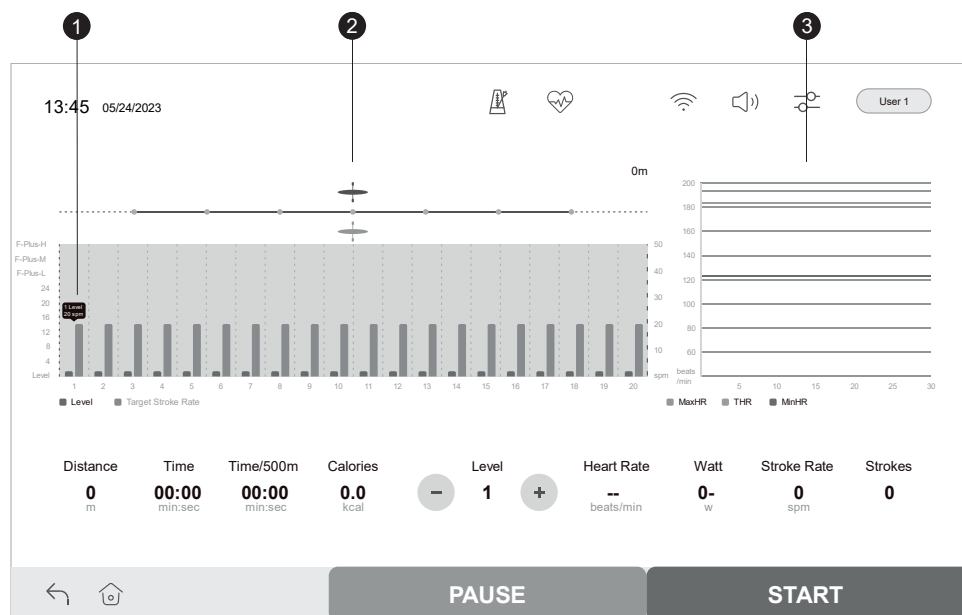 1 2 3
13:45 05/24/2023 User 1
0m
F-Plus-H
F-Plus-M
F-Plus-L
24
20
16
12
8
4
Level
1 Level
20 spm
50
40
30
20
10
spm
1 2 3 4 5 6 7 8 9 10 11 12 13 14 15 16 17 18 19 20
Level Target Stroke Rate
200
180
160
140
120
100
80
60
beats
/min
5 10 15 20 25 30
MaxHR THR MinHR
Distance Time Time/500m Calories Level Heart Rate Watt Stroke Rate Strokes
0 00:00 00:00 0.0 − 1 + -- 0- 0 0
m min:sec min:sec kcal beats/min w spm
PAUSE START